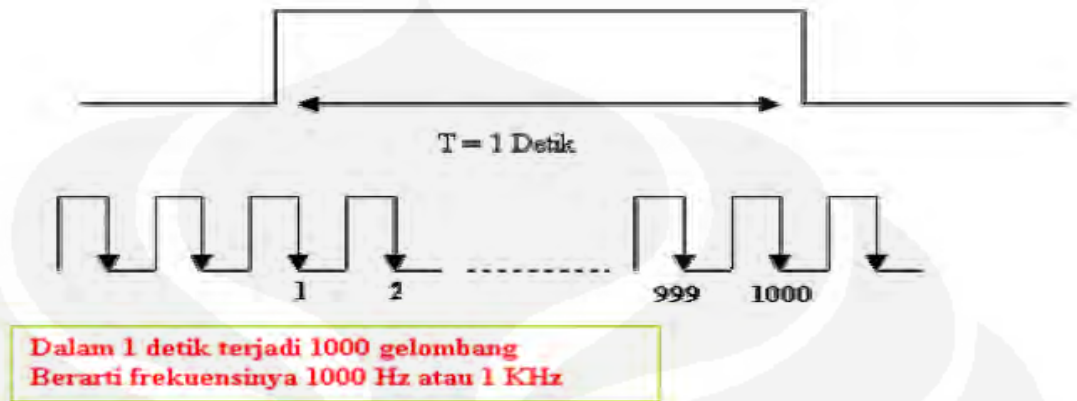 T = 1 Detik
1 2 999 1000
Dalam 1 detik terjadi 1000 gelombang
Berarti frekuensinya 1000 Hz atau 1 KHz